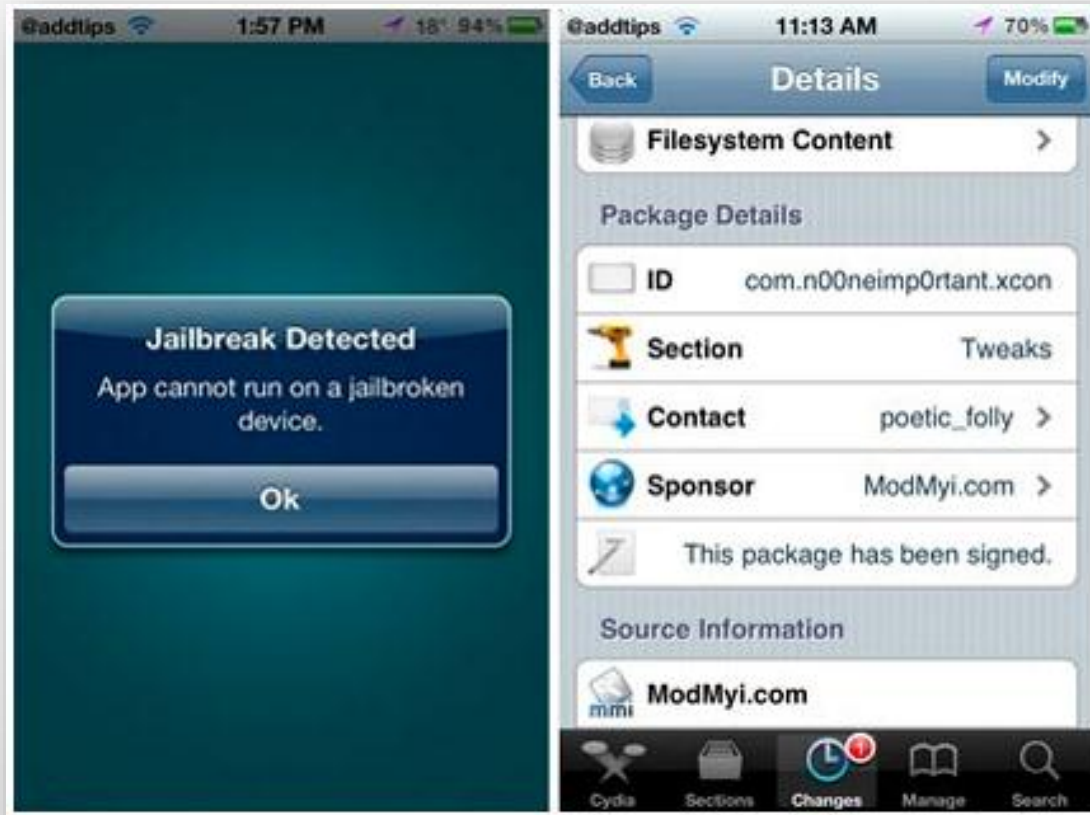 @addtips 1:57 PM 18° 94%
Jailbreak Detected
App cannot run on a jailbroken
device.
Ok
@addtips 11:13 AM 70%
Back Details Modify
Filesystem Content
Package Details
ID com.n00neimp0rtant.xcon
Section Tweaks
Contact poetic_folly
Sponsor ModMyi.com
This package has been signed.
Source Information
mmi ModMyi.com
1
Cydia Sections Changes Manage Search